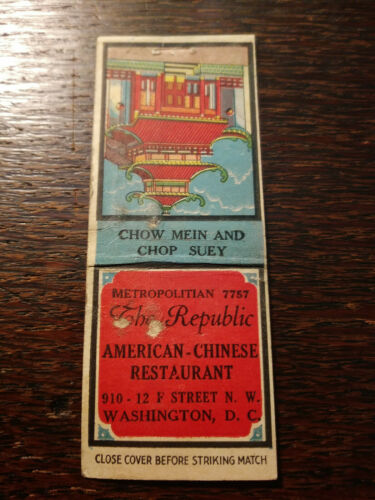 CHOW MEIN AND
CHOP SUEY
METROPOLITIAN 7757
The Republic
AMERICAN-CHINESE
RESTAURANT
910-12 F STREET N. W.
WASHINGTON, D. C.
CLOSE COVER BEFORE STRIKING MATCH